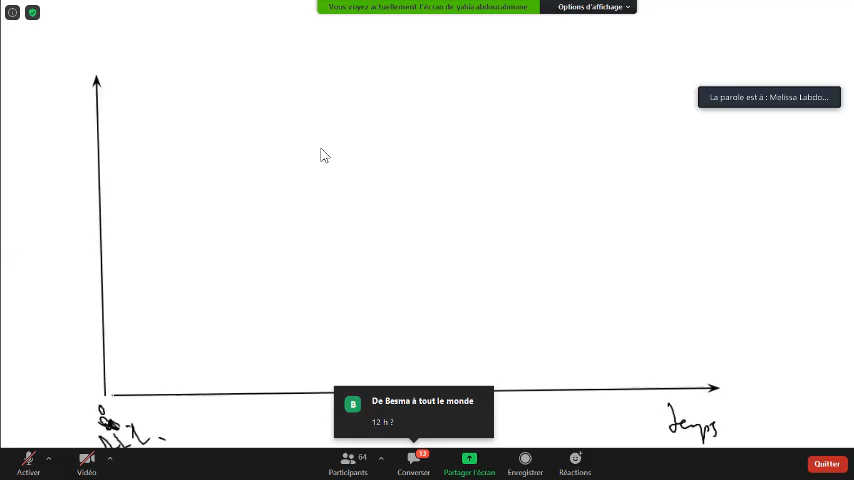 Vous voyez actuellement l'écran de yahia abdourahmane
Options d'affichage
La parole est à : Melissa Labdo...
De Besma à tout le monde
B
12 h ?
temps
64
13
Activer
Vidéo
Participants
Converser
Partager l'écran
Enregistrer
Réactions
Quitter